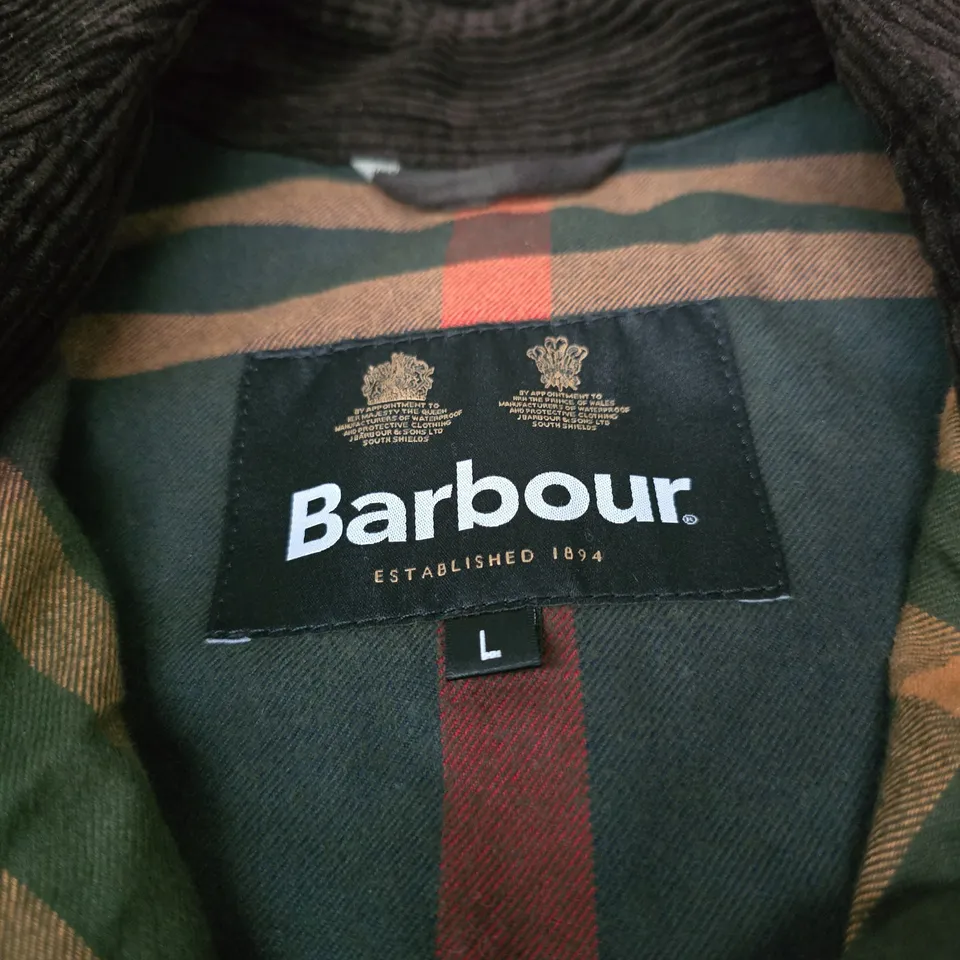 BY APPOINTMENT TO
HER MAJESTY THE QUEEN
MANUFACTURERS OF WATERPROOF
AND PROTECTIVE CLOTHING
J BARBOUR & SONS LTD
SOUTH SHIELDS
BY APPOINTMENT TO
HRH THE PRINCE OF WALES
MANUFACTURERS OF WATERPROOF
AND PROTECTIVE CLOTHING
J BARBOUR & SONS LTD
SOUTH SHIELDS
Barbour®
ESTABLISHED 1894
L